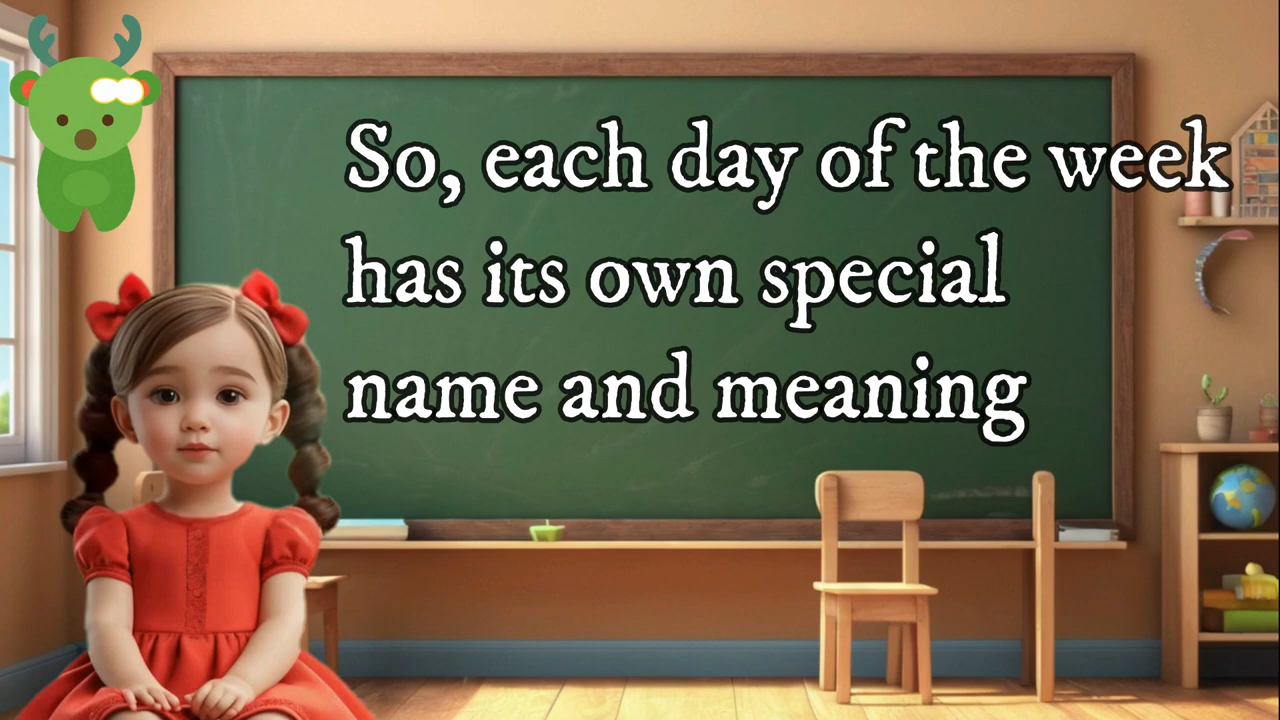 So, each day of the week
has its own special
name and meaning